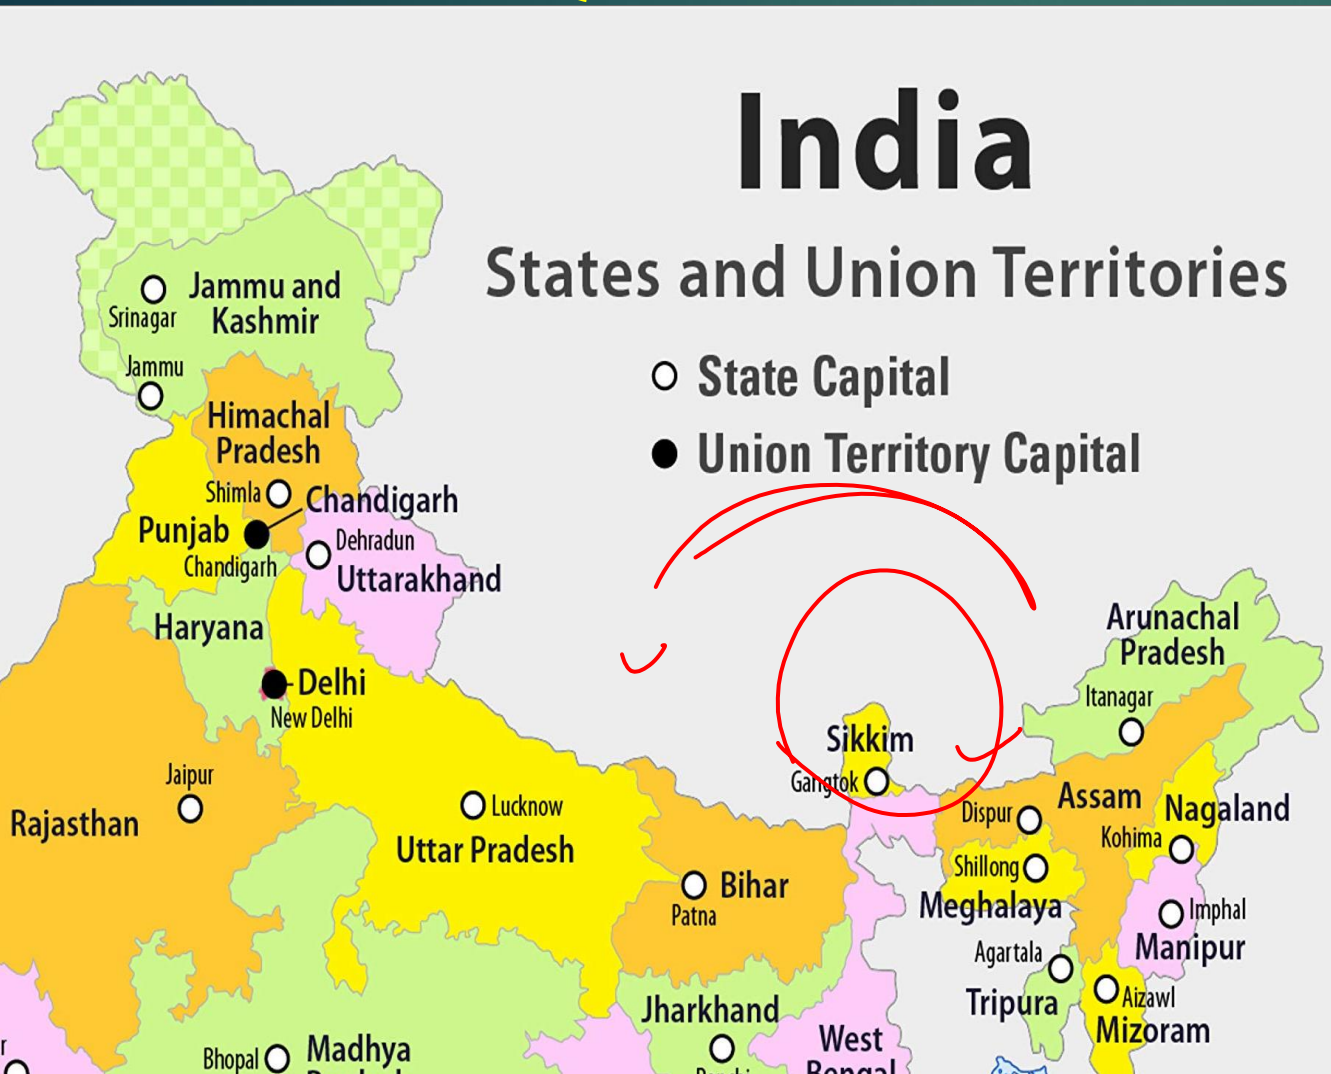 India
States and Union Territories
State Capital
Union Territory Capital
Srinagar
Jammu and
Kashmir
Jammu
Himachal
Pradesh
Shimla
Chandigarh
Punjab
Chandigarh
Dehradun
Uttarakhand
Haryana
Delhi
New Delhi
Arunachal
Pradesh
Itanagar
Sikkim
Gangtok
Jaipur
Rajasthan
Lucknow
Uttar Pradesh
Bihar
Patna
Dispur
Assam
Nagaland
Kohima
Shillong
Meghalaya
Imphal
Manipur
Agartala
Tripura
Aizawl
Mizoram
Jharkhand
West
Bengal
Bhopal
Madhya